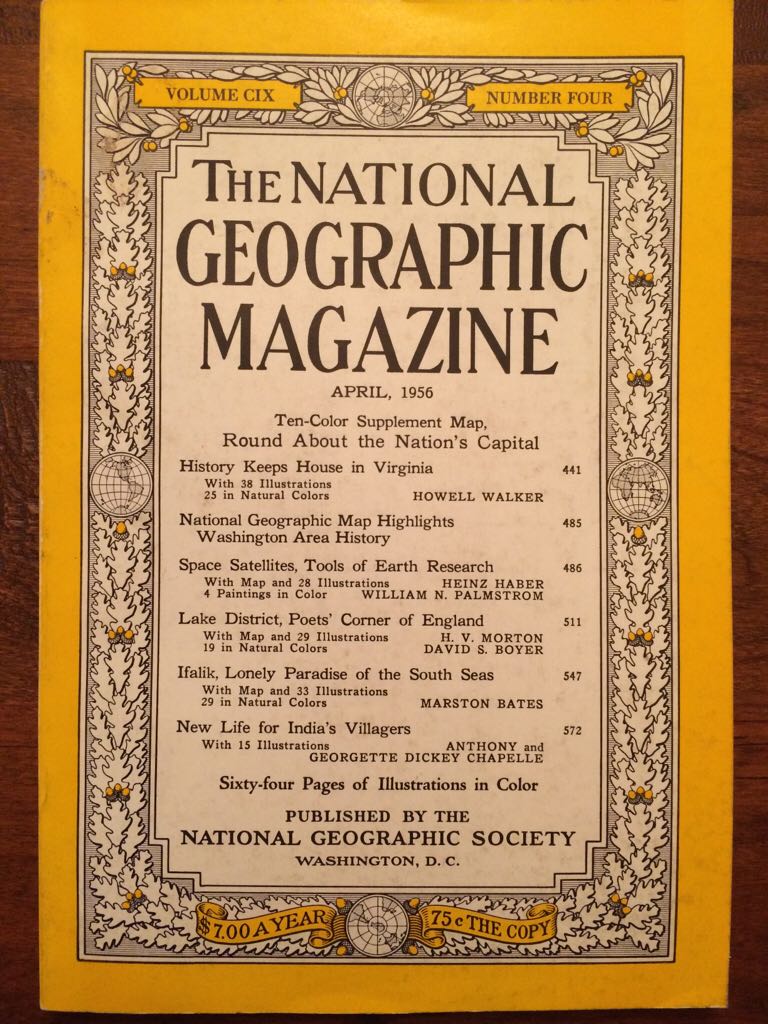 VOLUME CIX
NUMBER FOUR
THE NATIONAL
GEOGRAPHIC
MAGAZINE
APRIL, 1956
Ten-Color Supplement Map,
Round About the Nation's Capital
History Keeps House in Virginia 441
With 38 Illustrations
25 in Natural Colors HOWELL WALKER
National Geographic Map Highlights 485
Washington Area History
Space Satellites, Tools of Earth Research 486
With Map and 28 Illustrations HEINZ HABER
4 Paintings in Color WILLIAM N. PALMSTROM
Lake District, Poets' Corner of England 511
With Map and 29 Illustrations H. V. MORTON
19 in Natural Colors DAVID S. BOYER
Ifalik, Lonely Paradise of the South Seas 547
With Map and 33 Illustrations
29 in Natural Colors MARSTON BATES
New Life for India's Villagers 572
With 15 Illustrations ANTHONY and
GEORGETTE DICKEY CHAPELLE
Sixty-four Pages of Illustrations in Color
PUBLISHED BY THE
NATIONAL GEOGRAPHIC SOCIETY
WASHINGTON, D. C.
$7.00 A YEAR
75c THE COPY